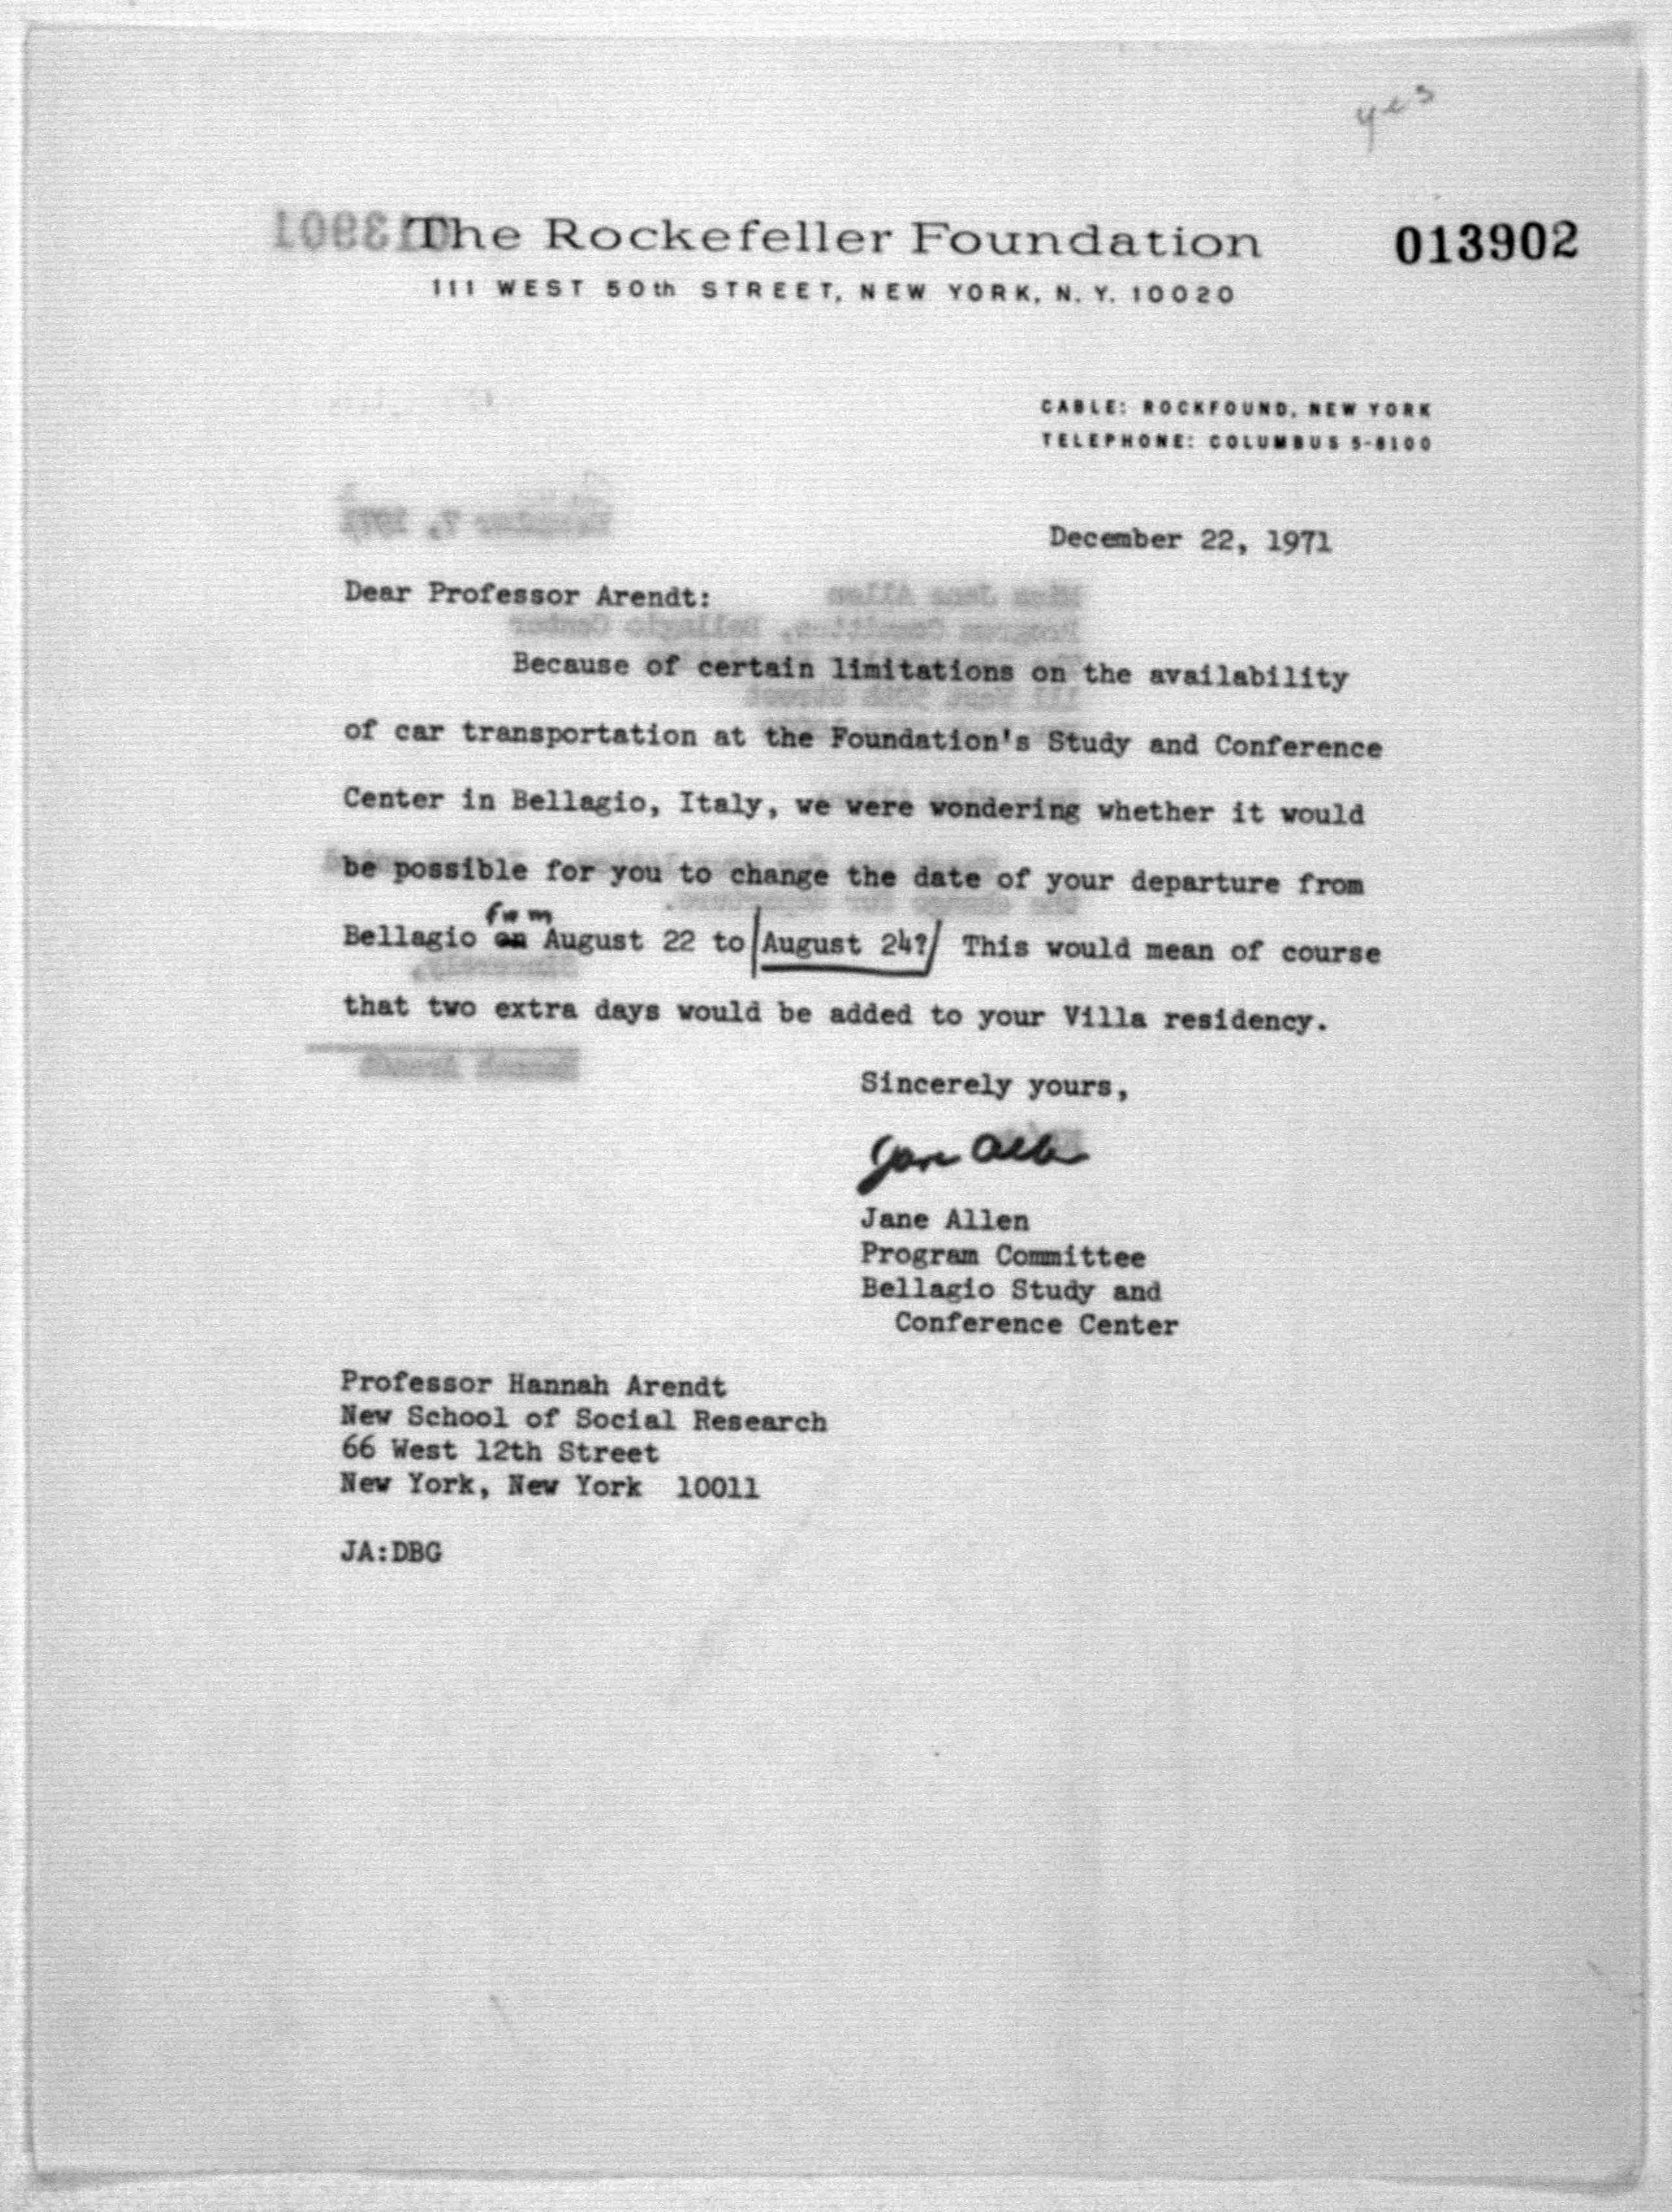 yes
The Rockefeller Foundation
013902
111 WEST 50th STREET, NEW YORK, N. Y. 10020
CABLE: ROCKFOUND, NEW YORK
TELEPHONE: COLUMBUS 5-8100
December 22, 1971
Dear Professor Arendt:
Because of certain limitations on the availability
of car transportation at the Foundation's Study and Conference
Center in Bellagio, Italy, we were wondering whether it would
be possible for you to change the date of your departure from
from
Bellagio on August 22 to August 24? This would mean of course
that two extra days would be added to your Villa residency.
Sincerely yours,
Jane Allen
Jane Allen
Program Committee
Bellagio Study and
Conference Center
Professor Hannah Arendt
New School of Social Research
66 West 12th Street
New York, New York 10011
JA:DBG